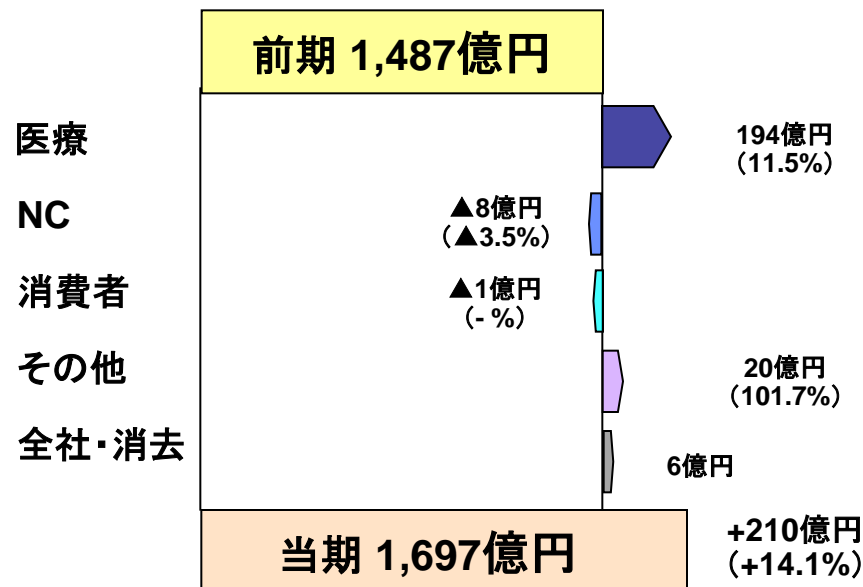 前期 1,487億円
医療
194億円
（11.5%）
NC
▲8億円
（▲3.5%）
消費者
▲1億円
（- %）
その他
20億円
（101.7%）
全社・消去
6億円
当期 1,697億円
+210億円
（+14.1%）